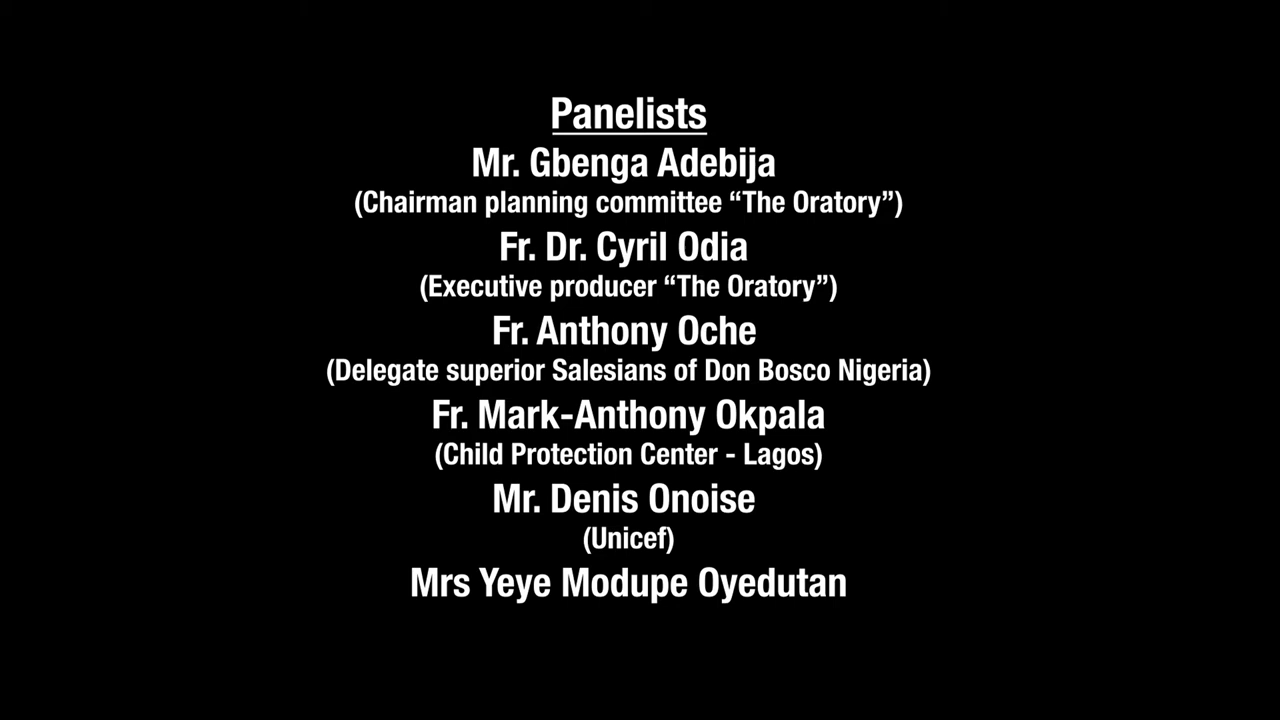 Panelists
Mr. Gbenga Adebija
(Chairman planning committee “The Oratory”)
Fr. Dr. Cyril Odia
(Executive producer “The Oratory”)
Fr. Anthony Oche
(Delegate superior Salesians of Don Bosco Nigeria)
Fr. Mark-Anthony Okpala
(Child Protection Center - Lagos)
Mr. Denis Onoise
(Unicef)
Mrs Yeye Modupe Oyedutan